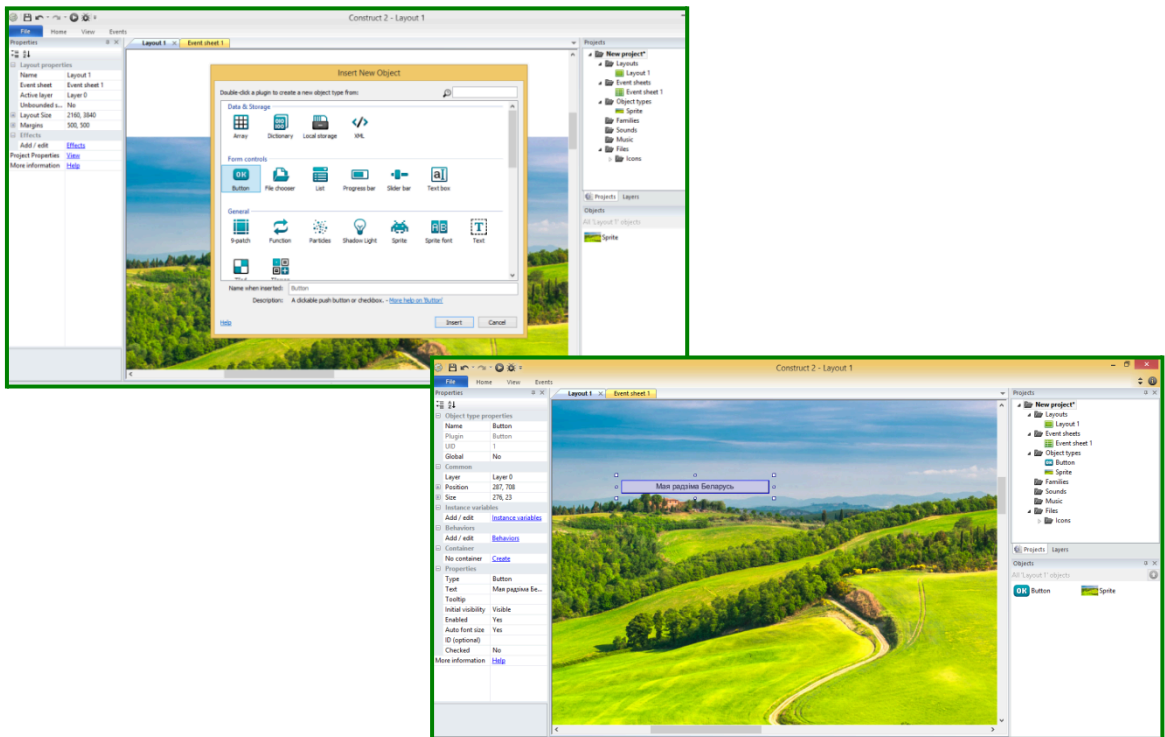 Construct 2 - Layout 1
File Home View Events
Properties
Layout 1 × Event sheet 1
Layout properties
Name Layout 1
Event sheet Event sheet 1
Active layer Layer 0
Unbounded s... No
Layout Size 2160, 3840
Margins 500, 500
Effects
Add / edit Effects
Project Properties View
More information Help
Insert New Object
Double-click a plugin to create a new object type from:
Data & Storage
Array Dictionary Local storage XML
Form controls
Button File chooser List Progress bar Slider bar Text box
General
9-patch Function Particles Shadow Light Sprite Sprite font Text
Name when inserted: Button
Description: A clickable push button or checkbox. - More help on 'Button'
Help Insert Cancel
Projects
New project*
Layouts
Layout 1
Event sheets
Event sheet 1
Object types
Sprite
Families
Sounds
Music
Files
Icons
Projects Layers
Objects
All 'Layout 1' objects
Sprite
Construct 2 - Layout 1
File Home View Events
Properties
Layout 1 × Event sheet 1
Object type properties
Name Button
Plugin Button
UID 1
Global No
Common
Layer Layer 0
Position 287, 708
Size 276, 23
Instance variables
Add / edit Instance variables
Behaviors
Add / edit Behaviors
Container
No container Create
Properties
Type Button
Text Мая радзіма Бе...
Tooltip
Initial visibility Visible
Enabled Yes
Auto font size Yes
ID (optional)
Checked No
More information Help
Мая радзіма Беларусь
Projects
New project*
Layouts
Layout 1
Event sheets
Event sheet 1
Object types
Button
Sprite
Families
Sounds
Music
Files
Icons
Projects Layers
Objects
All 'Layout 1' objects
OK Button Sprite